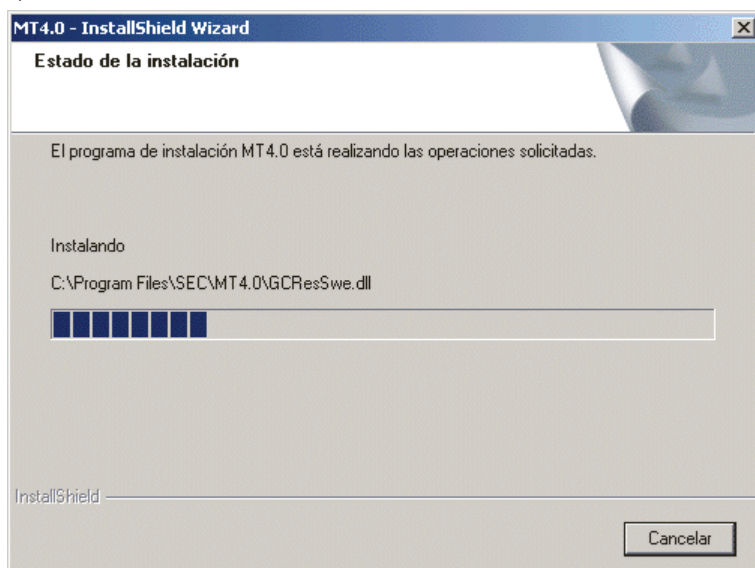 MT4.0 - InstallShield Wizard
Estado de la instalación
El programa de instalación MT4.0 está realizando las operaciones solicitadas.
Instalando
C:\Program Files\SEC\MT4.0\GCResSwe.dll
InstallShield
Cancelar